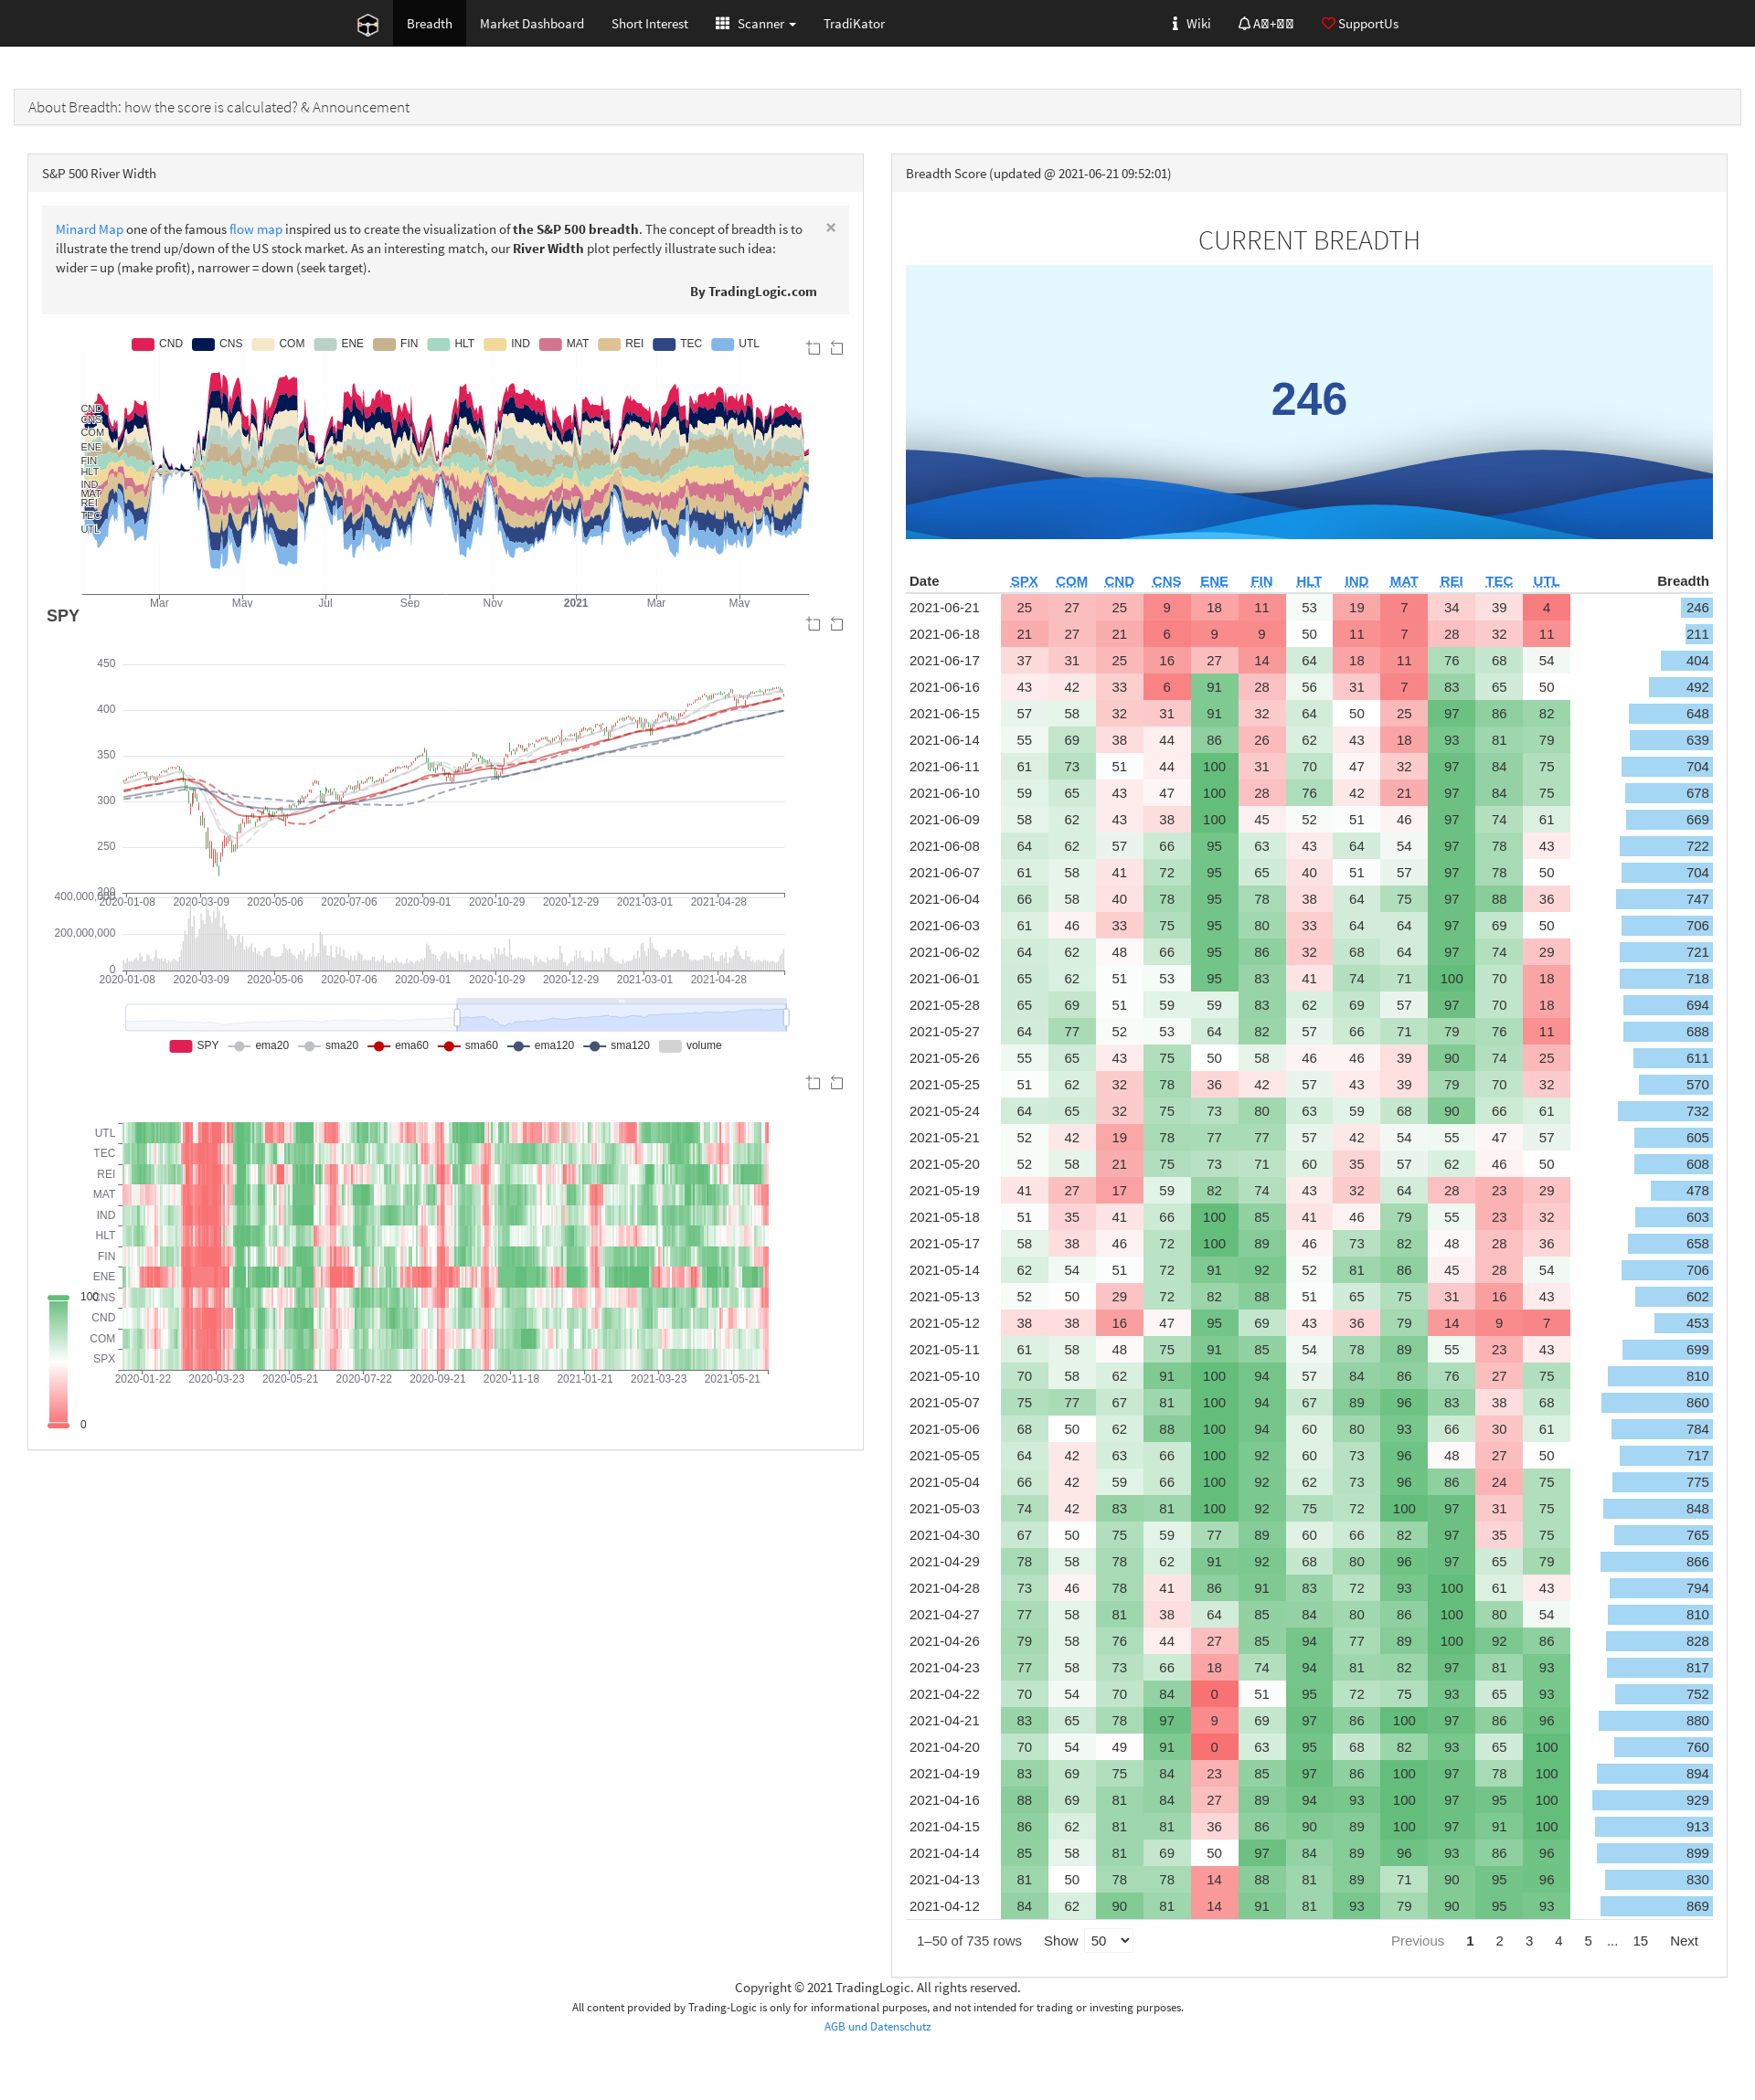 Breadth Market Dashboard Short Interest Scanner TradiKator Wiki SupportUs
About Breadth: how the score is calculated? & Announcement
S&P 500 River Width
Minard Map one of the famous flow map inspired us to create the visualization of the S&P 500 breadth. The concept of breadth is to
illustrate the trend up/down of the US stock market. As an interesting match, our River Width plot perfectly illustrate such idea:
wider = up (make profit), narrower = down (seek target).
×
By TradingLogic.com
CND CNS COM ENE FIN HLT IND MAT REI TEC UTL
CND
CNS
COM
ENE
FIN
HLT
IND
MAT
REI
TEC
UTL
Mar May Jul Sep Nov 2021 Mar May
SPY
450
400
350
300
250
200
2020-01-08 2020-03-09 2020-05-06 2020-07-06 2020-09-01 2020-10-29 2020-12-29 2021-03-01 2021-04-28
400,000,000
200,000,000
0
2020-01-08 2020-03-09 2020-05-06 2020-07-06 2020-09-01 2020-10-29 2020-12-29 2021-03-01 2021-04-28
SPY ema20 sma20 ema60 sma60 ema120 sma120 volume
UTL
TEC
REI
MAT
IND
HLT
FIN
ENE
CNS
CND
COM
SPX
100
0
2020-01-22 2020-03-23 2020-05-21 2020-07-22 2020-09-21 2020-11-18 2021-01-21 2021-03-23 2021-05-21
Breadth Score (updated @ 2021-06-21 09:52:01)
CURRENT BREADTH
246
Date SPX COM CND CNS ENE FIN HLT IND MAT REI TEC UTL Breadth
2021-06-21 25 27 25 9 18 11 53 19 7 34 39 4 246
2021-06-18 21 27 21 6 9 9 50 11 7 28 32 11 211
2021-06-17 37 31 25 16 27 14 64 18 11 76 68 54 404
2021-06-16 43 42 33 6 91 28 56 31 7 83 65 50 492
2021-06-15 57 58 32 31 91 32 64 50 25 97 86 82 648
2021-06-14 55 69 38 44 86 26 62 43 18 93 81 79 639
2021-06-11 61 73 51 44 100 31 70 47 32 97 84 75 704
2021-06-10 59 65 43 47 100 28 76 42 21 97 84 75 678
2021-06-09 58 62 43 38 100 45 52 51 46 97 74 61 669
2021-06-08 64 62 57 66 95 63 43 64 54 97 78 43 722
2021-06-07 61 58 41 72 95 65 40 51 57 97 78 50 704
2021-06-04 66 58 40 78 95 78 38 64 75 97 88 36 747
2021-06-03 61 46 33 75 95 80 33 64 64 97 69 50 706
2021-06-02 64 62 48 66 95 86 32 68 64 97 74 29 721
2021-06-01 65 62 51 53 95 83 41 74 71 100 70 18 718
2021-05-28 65 69 51 59 59 83 62 69 57 97 70 18 694
2021-05-27 64 77 52 53 64 82 57 66 71 79 76 11 688
2021-05-26 55 65 43 75 50 58 46 46 39 90 74 25 611
2021-05-25 51 62 32 78 36 42 57 43 39 79 70 32 570
2021-05-24 64 65 32 75 73 80 63 59 68 90 66 61 732
2021-05-21 52 42 19 78 77 77 57 42 54 55 47 57 605
2021-05-20 52 58 21 75 73 71 60 35 57 62 46 50 608
2021-05-19 41 27 17 59 82 74 43 32 64 28 23 29 478
2021-05-18 51 35 41 66 100 85 41 46 79 55 23 32 603
2021-05-17 58 38 46 72 100 89 46 73 82 48 28 36 658
2021-05-14 62 54 51 72 91 92 52 81 86 45 28 54 706
2021-05-13 52 50 29 72 82 88 51 65 75 31 16 43 602
2021-05-12 38 38 16 47 95 69 43 36 79 14 9 7 453
2021-05-11 61 58 48 75 91 85 54 78 89 55 23 43 699
2021-05-10 70 58 62 91 100 94 57 84 86 76 27 75 810
2021-05-07 75 77 67 81 100 94 67 89 96 83 38 68 860
2021-05-06 68 50 62 88 100 94 60 80 93 66 30 61 784
2021-05-05 64 42 63 66 100 92 60 73 96 48 27 50 717
2021-05-04 66 42 59 66 100 92 62 73 96 86 24 75 775
2021-05-03 74 42 83 81 100 92 75 72 100 97 31 75 848
2021-04-30 67 50 75 59 77 89 60 66 82 97 35 75 765
2021-04-29 78 58 78 62 91 92 68 80 96 97 65 79 866
2021-04-28 73 46 78 41 86 91 83 72 93 100 61 43 794
2021-04-27 77 58 81 38 64 85 84 80 86 100 80 54 810
2021-04-26 79 58 76 44 27 85 94 77 89 100 92 86 828
2021-04-23 77 58 73 66 18 74 94 81 82 97 81 93 817
2021-04-22 70 54 70 84 0 51 95 72 75 93 65 93 752
2021-04-21 83 65 78 97 9 69 97 86 100 97 86 96 880
2021-04-20 70 54 49 91 0 63 95 68 82 93 65 100 760
2021-04-19 83 69 75 84 23 85 97 86 100 97 78 100 894
2021-04-16 88 69 81 84 27 89 94 93 100 97 95 100 929
2021-04-15 86 62 81 81 36 86 90 89 100 97 91 100 913
2021-04-14 85 58 81 69 50 97 84 89 96 93 86 96 899
2021-04-13 81 50 78 78 14 88 81 89 71 90 95 96 830
2021-04-12 84 62 90 81 14 91 81 93 79 90 95 93 869
1–50 of 735 rows Show 50 Previous 1 2 3 4 5 ... 15 Next
Copyright © 2021 TradingLogic. All rights reserved.
All content provided by Trading-Logic is only for informational purposes, and not intended for trading or investing purposes.
AGB und Datenschutz